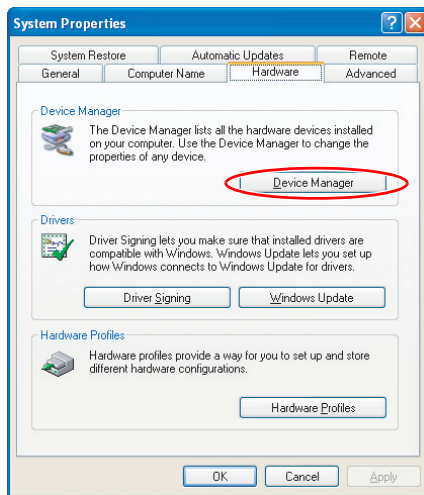 System Properties
System Restore Automatic Updates Remote
General Computer Name Hardware Advanced
Device Manager
The Device Manager lists all the hardware devices installed
on your computer. Use the Device Manager to change the
properties of any device.
Device Manager
Drivers
Driver Signing lets you make sure that installed drivers are
compatible with Windows. Windows Update lets you set up
how Windows connects to Windows Update for drivers.
Driver Signing Windows Update
Hardware Profiles
Hardware profiles provide a way for you to set up and store
different hardware configurations.
Hardware Profiles
OK Cancel Apply